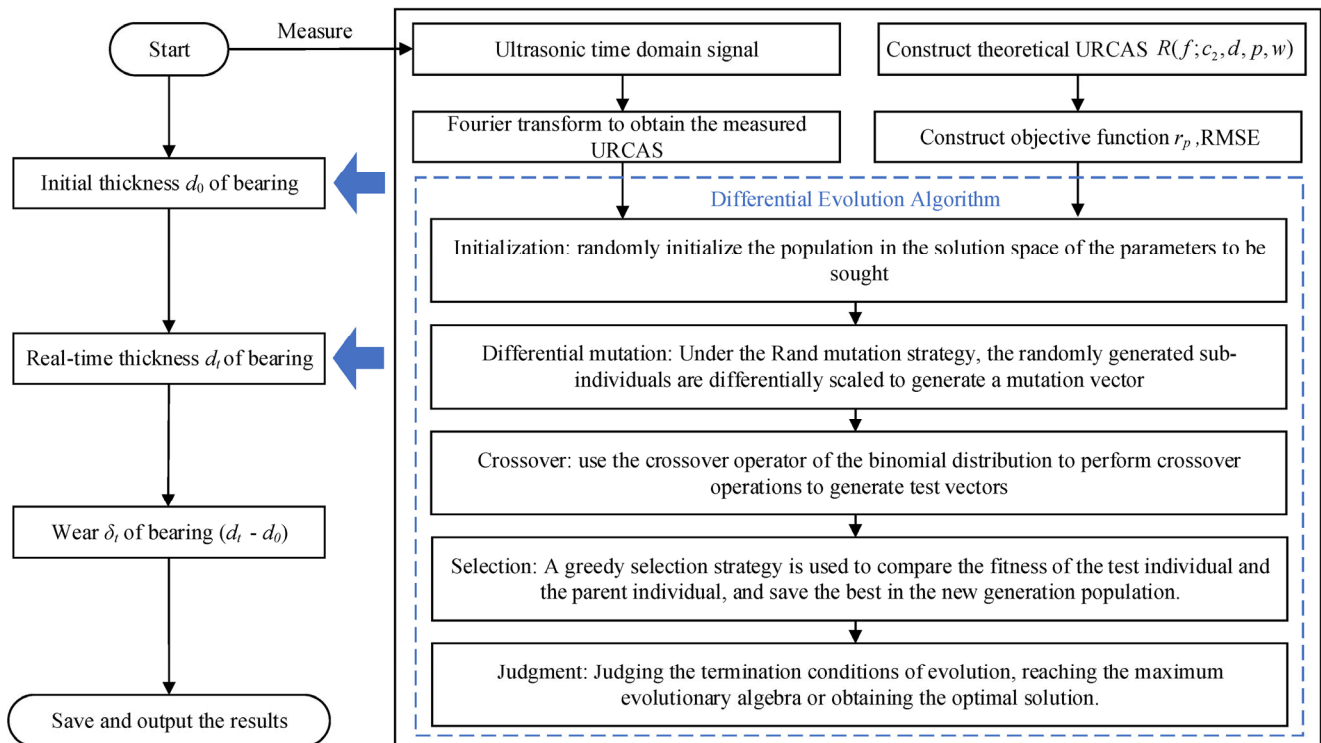 Start
Measure
Initial thickness d₀ of bearing
Real-time thickness dₜ of bearing
Wear δₜ of bearing (dₜ - d₀)
Save and output the results
Ultrasonic time domain signal
Construct theoretical URCAS R(f;c₂,d,p,w)
Fourier transform to obtain the measured
URCAS
Construct objective function rₚ ,RMSE
Differential Evolution Algorithm
Initialization: randomly initialize the population in the solution space of the parameters to be
sought
Differential mutation: Under the Rand mutation strategy, the randomly generated sub-
individuals are differentially scaled to generate a mutation vector
Crossover: use the crossover operator of the binomial distribution to perform crossover
operations to generate test vectors
Selection: A greedy selection strategy is used to compare the fitness of the test individual and
the parent individual, and save the best in the new generation population.
Judgment: Judging the termination conditions of evolution, reaching the maximum
evolutionary algebra or obtaining the optimal solution.